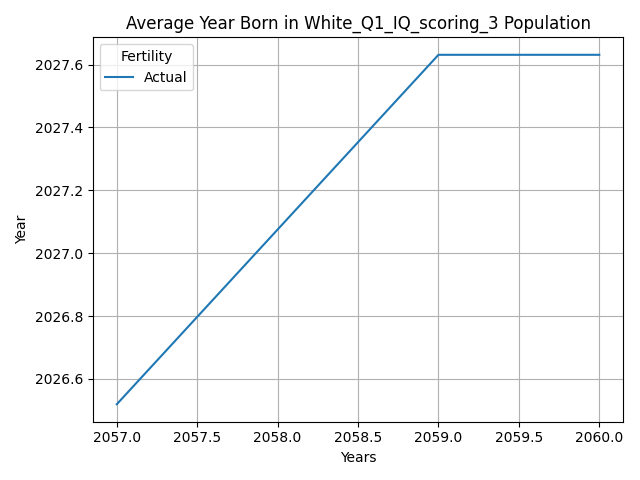 Average Year Born in White_Q1_IQ_scoring_3 Population
Fertility
Actual
2027.6
2027.4
2027.2
2027.0
2026.8
2026.6
Year
2057.0 2057.5 2058.0 2058.5 2059.0 2059.5 2060.0
Years